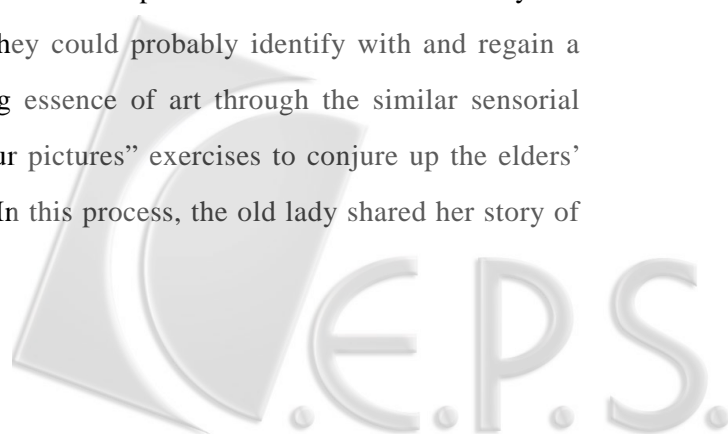 hey could probably identify with and regain a
g essence of art through the similar sensorial
ur pictures” exercises to conjure up the elders’
In this process, the old lady shared her story of
C.E.P.S.